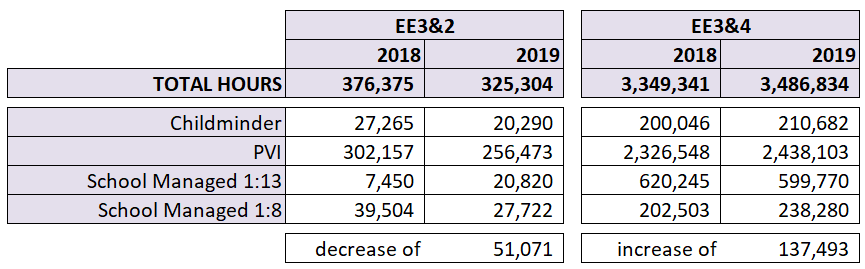 EE3&2 EE3&4
2018 2019 2018 2019
TOTAL HOURS 376,375 325,304 3,349,341 3,486,834
Childminder 27,265 20,290 200,046 210,682
PVI 302,157 256,473 2,326,548 2,438,103
School Managed 1:13 7,450 20,820 620,245 599,770
School Managed 1:8 39,504 27,722 202,503 238,280
decrease of 51,071 increase of 137,493